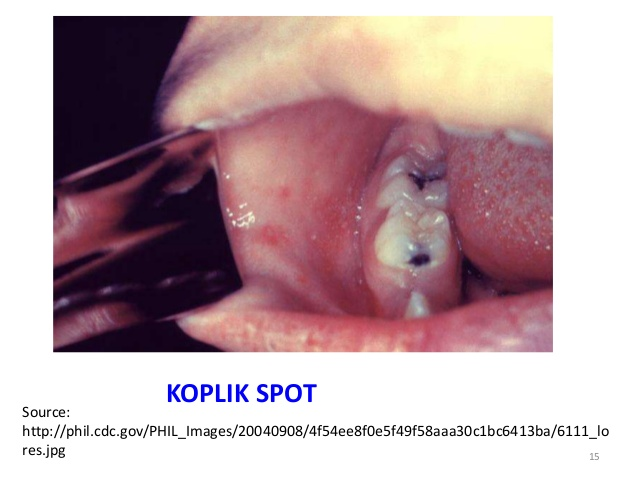 KOPLIK SPOT
Source:
http://phil.cdc.gov/PHIL_Images/20040908/4f54ee8f0e5f49f58aaa30c1bc6413ba/6111_lo
res.jpg
15